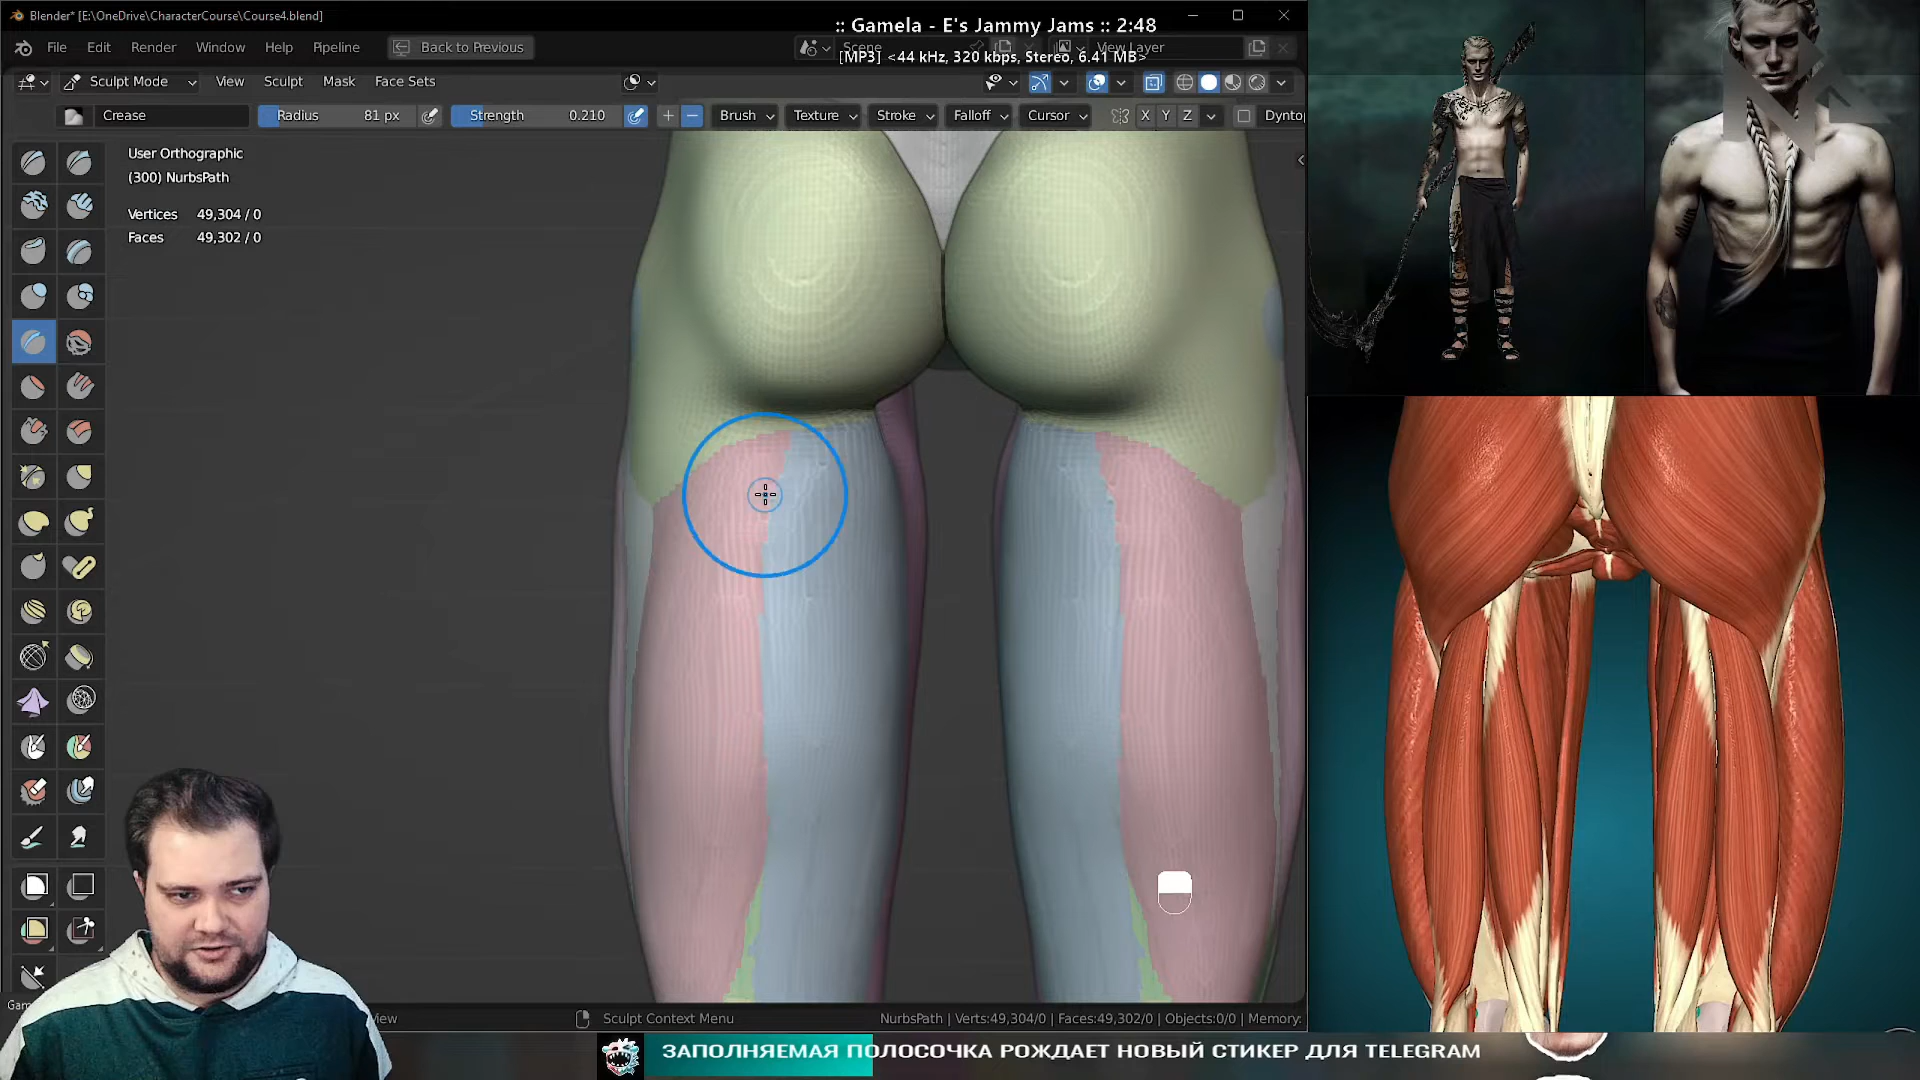 Blender* [E:\OneDrive\CharacterCourse\Course4.blend]
:: Gamela - E's Jammy Jams :: 2:48
[MP3] <44 kHz, 320 kbps, Stereo, 6.41 MB>
File Edit Render Window Help Pipeline Back to Previous Scene View Layer
Sculpt Mode View Sculpt Mask Face Sets
Crease Radius 81 px Strength 0.210 Brush Texture Stroke Falloff Cursor X Y Z Dynto
User Orthographic
(300) NurbsPath
Vertices 49,304 / 0
Faces 49,302 / 0
Sculpt Context Menu
NurbsPath | Verts:49,304/0 | Faces:49,302/0 | Objects:0/0 | Memory:
ЗАПОЛНЯЕМАЯ ПОЛОСОЧКА РОЖДАЕТ НОВЫЙ СТИКЕР ДЛЯ TELEGRAM